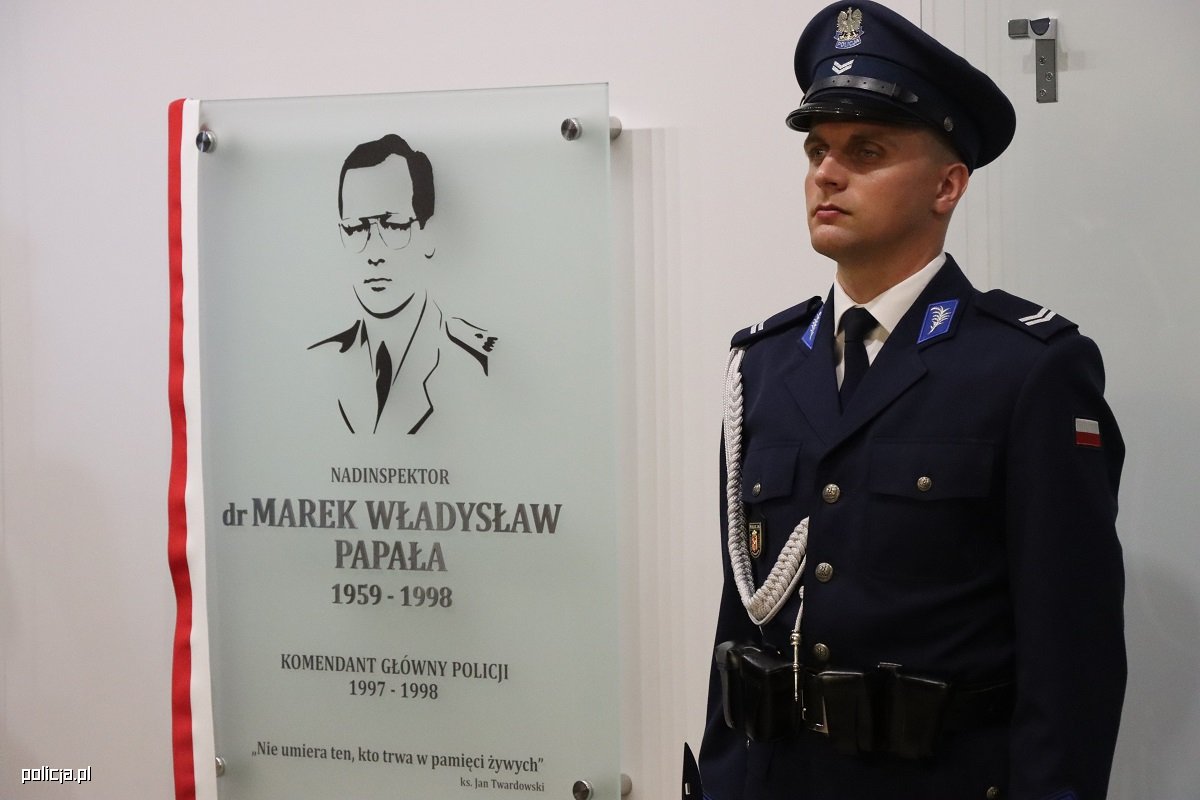 POLICJA
NADINSPEKTOR
dr MAREK WŁADYSŁAW
PAPAŁA
1959 - 1998
KOMENDANT GŁÓWNY POLICJI
1997 - 1998
„Nie umiera ten, kto trwa w pamięci żywych"
ks. Jan Twardowski
policja.pl